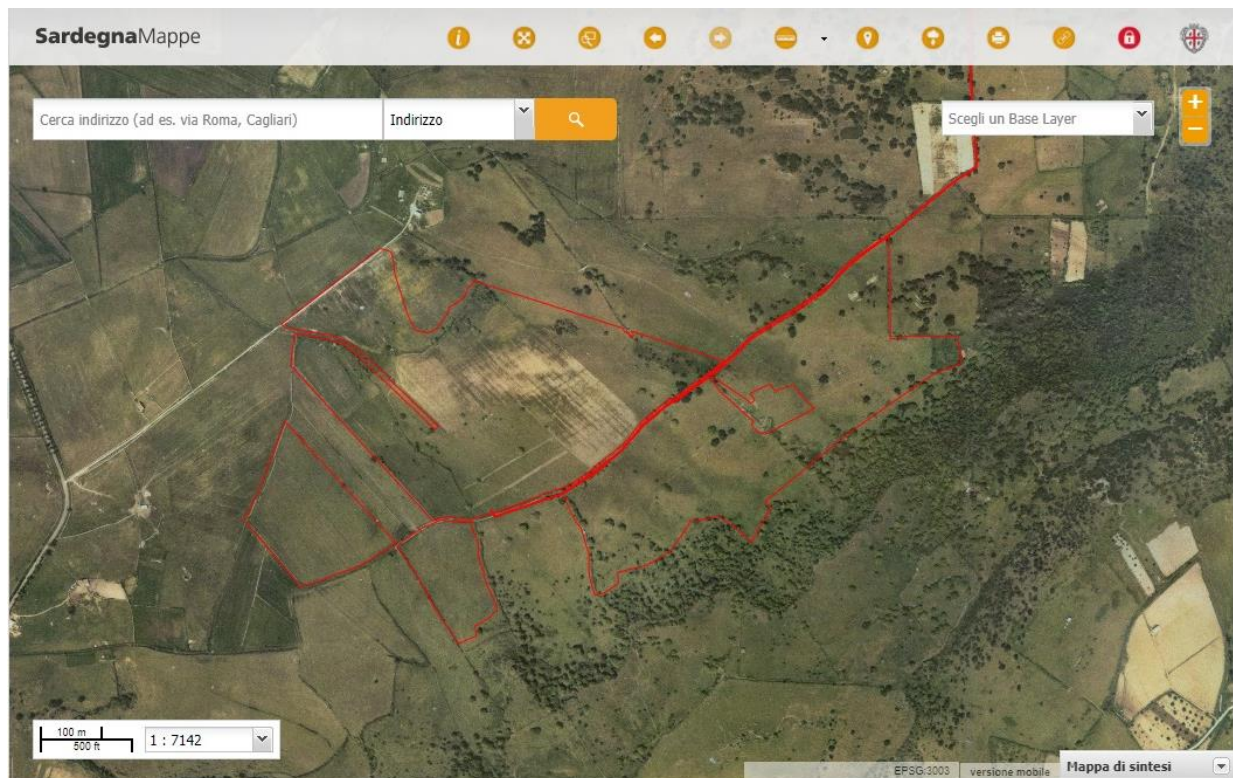 SardegnaMappe
Cerca indirizzo (ad es. via Roma, Cagliari)
Indirizzo
Scegli un Base Layer
+
−
100 m
500 ft
1 : 7142
EPSG:3003
versione mobile
Mappa di sintesi